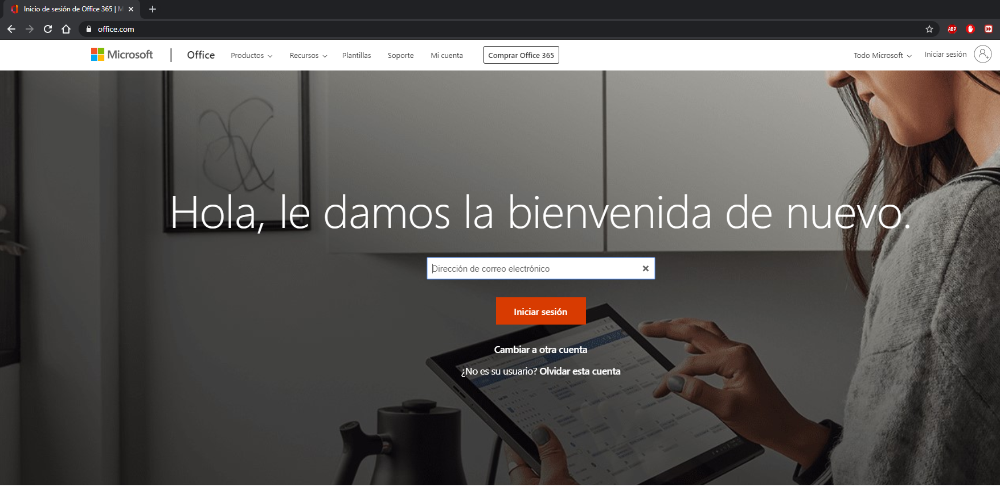 Inicio de sesión de Office 365 | M
office.com
ABP
Microsoft Office Productos Recursos Plantillas Soporte Mi cuenta Comprar Office 365 Todo Microsoft Iniciar sesión
Hola, le damos la bienvenida de nuevo.
Dirección de correo electrónico
Iniciar sesión
Cambiar a otra cuenta
¿No es su usuario? Olvidar esta cuenta